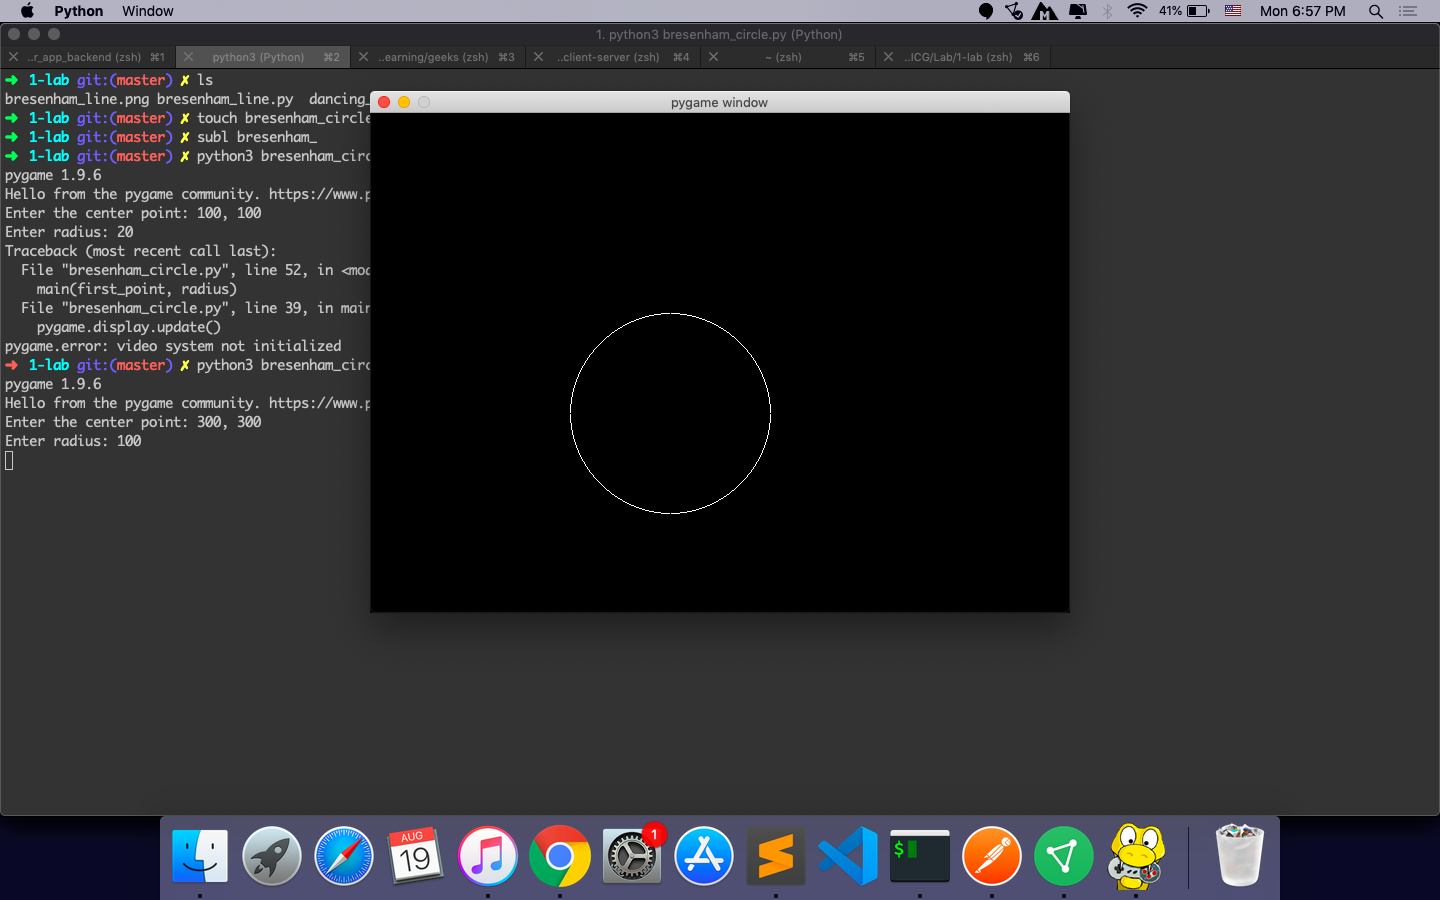 Python Window 41% Mon 6:57 PM
1. python3 bresenham_circle.py (Python)
..r_app_backend (zsh) ⌘1 python3 (Python) ⌘2 ..earning/geeks (zsh) ⌘3 ..client-server (zsh) ⌘4 ~ (zsh) ⌘5 ..ICG/Lab/1-lab (zsh) ⌘6
➜ 1-lab git:(master) ✗ ls
bresenham_line.png bresenham_line.py dancing_
➜ 1-lab git:(master) ✗ touch bresenham_circle
➜ 1-lab git:(master) ✗ subl bresenham_
➜ 1-lab git:(master) ✗ python3 bresenham_circ
pygame 1.9.6
Hello from the pygame community. https://www.p
Enter the center point: 100, 100
Enter radius: 20
Traceback (most recent call last):
File "bresenham_circle.py", line 52, in <mod
main(first_point, radius)
File "bresenham_circle.py", line 39, in main
pygame.display.update()
pygame.error: video system not initialized
➜ 1-lab git:(master) ✗ python3 bresenham_circ
pygame 1.9.6
Hello from the pygame community. https://www.p
Enter the center point: 300, 300
Enter radius: 100
pygame window
AUG
19
1
$